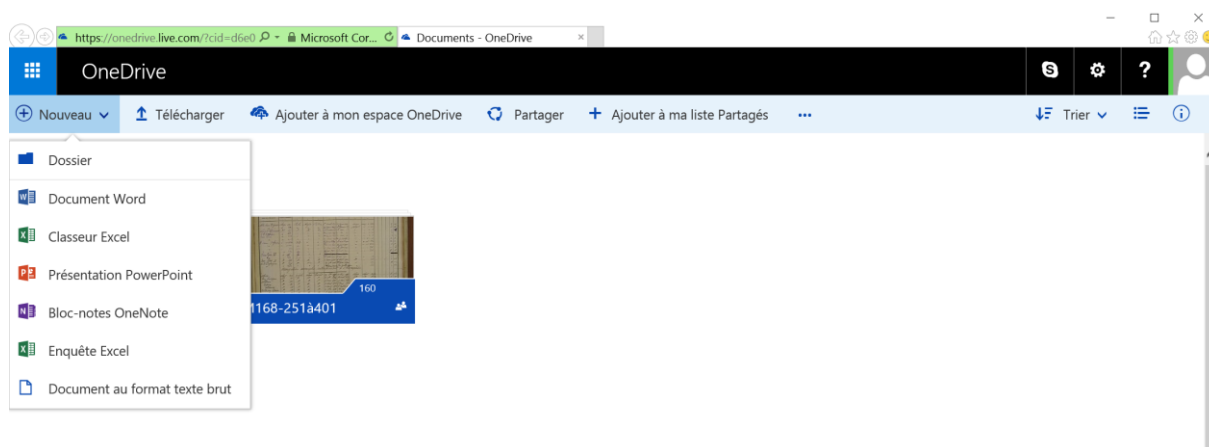 https://onedrive.live.com/?cid=d6e0 Microsoft Cor... Documents - OneDrive
OneDrive
Nouveau Télécharger Ajouter à mon espace OneDrive Partager Ajouter à ma liste Partagés ... Trier
Dossier
Document Word
Classeur Excel
Présentation PowerPoint
Bloc-notes OneNote
Enquête Excel
Document au format texte brut
160
1168-251à401